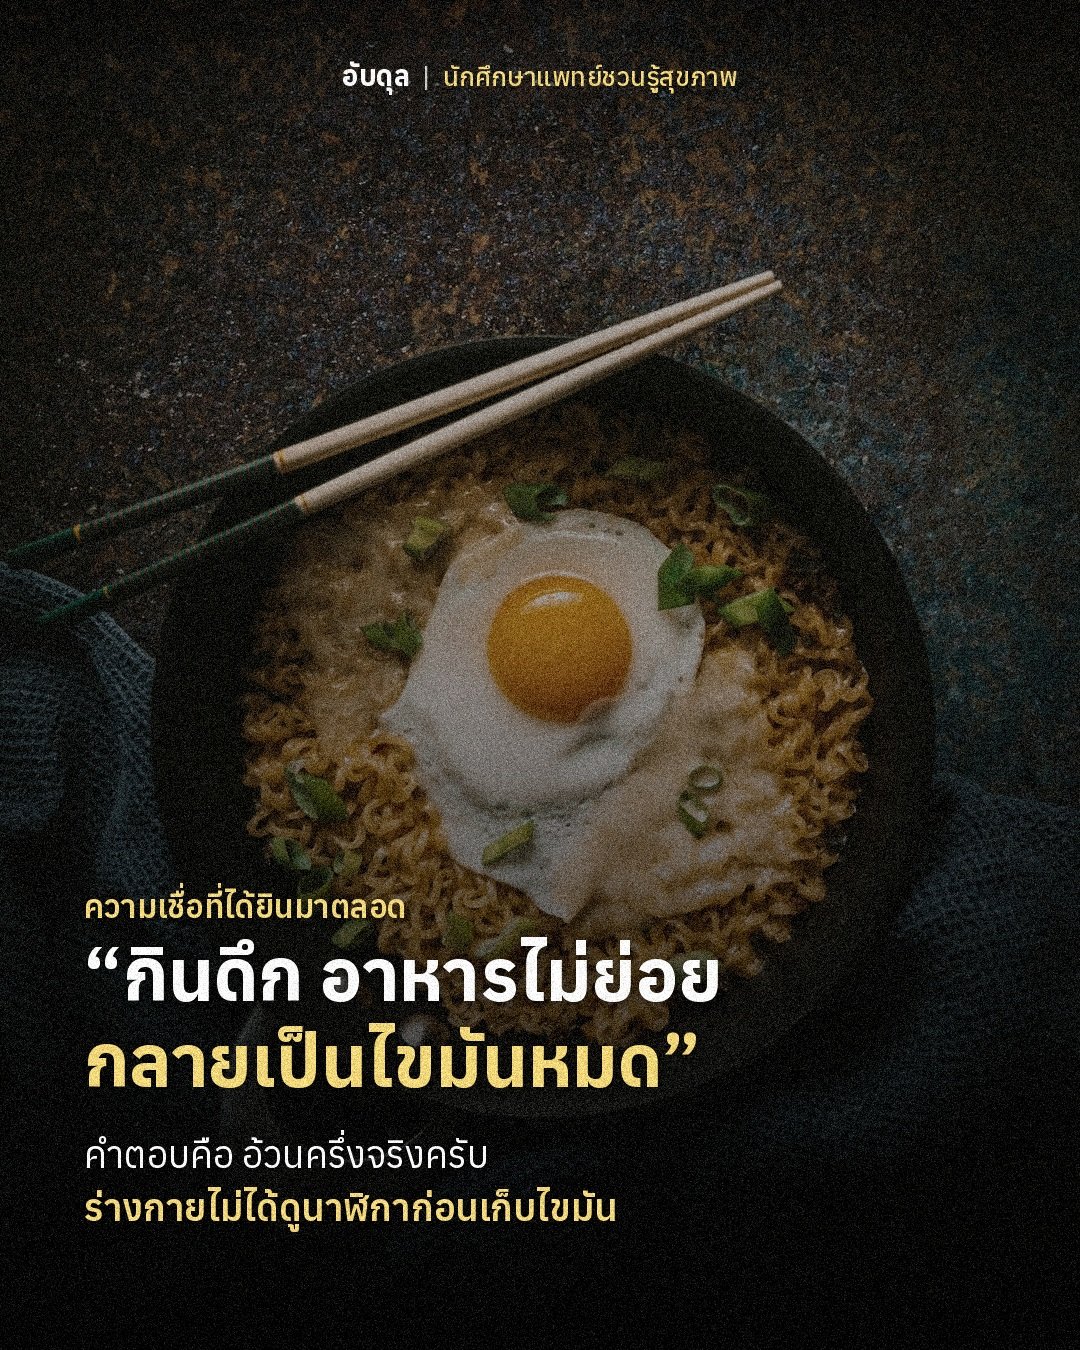 อับดุล | นักศึกษาแพทย์ชวนรู้สุขภาพ
ความเชื่อที่ได้ยินมาตลอด
“กินดึก อาหารไม่ย่อย
กลายเป็นไขมันหมด”
คำตอบคือ อ้วนครึ่งจริงครับ
ร่างกายไม่ได้ดูนาฬิกาก่อนเก็บไขมัน